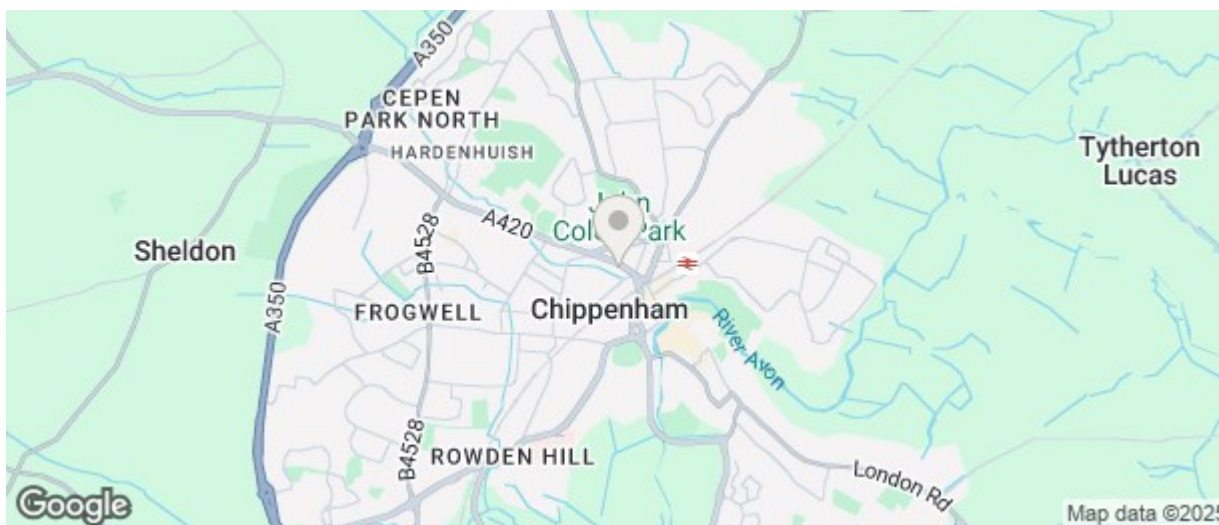 A350
CEPEN
PARK NORTH
HARDENHUISH
Tytherton
Lucas
A420
Park
B4528
Sheldon
A350
FROGWELL
Chippenham
River Avon
B4528
ROWDEN HILL
London Rd
Google
Map data ©2025